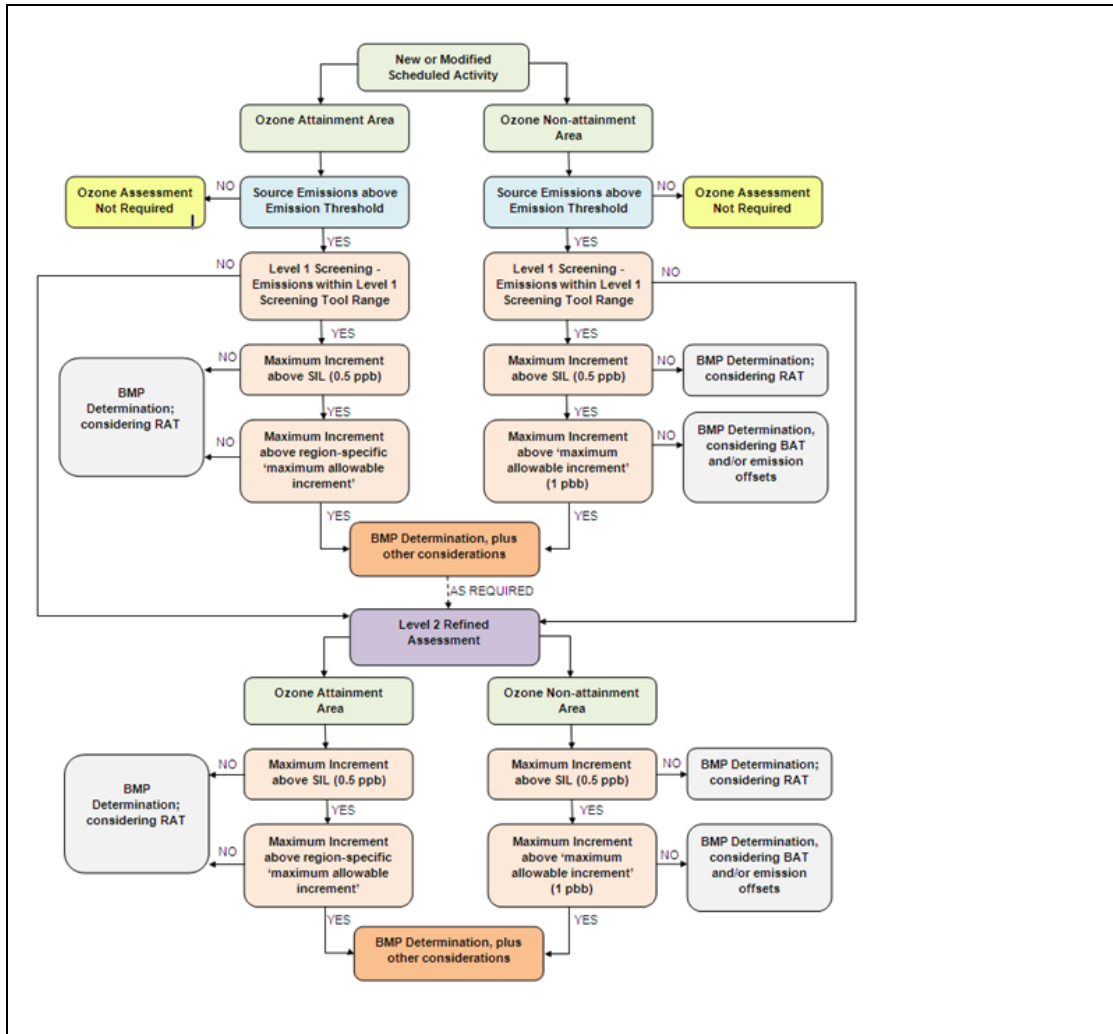 New or Modified
Scheduled Activity
Ozone Attainment Area
Ozone Non-attainment
Area
Ozone Assessment
Not Required
NO
Source Emissions above
Emission Threshold
Source Emissions above
Emission Threshold
NO
Ozone Assessment
Not Required
YES
YES
NO
Level 1 Screening -
Emissions within Level 1
Screening Tool Range
Level 1 Screening -
Emissions within Level 1
Screening Tool Range
NO
YES
YES
BMP
Determination;
considering RAT
NO
Maximum Increment
above SIL (0.5 ppb)
Maximum Increment
above SIL (0.5 ppb)
NO
BMP Determination;
considering RAT
YES
YES
NO
Maximum Increment
above region-specific
‘maximum allowable
increment’
Maximum Increment
above ‘maximum
allowable increment’
(1 pbb)
NO
BMP Determination,
considering BAT
and/or emission
offsets
YES
YES
BMP Determination, plus
other considerations
AS REQUIRED
Level 2 Refined
Assessment
Ozone Attainment
Area
Ozone Non-attainment
Area
BMP
Determination;
considering RAT
NO
Maximum Increment
above SIL (0.5 ppb)
Maximum Increment
above SIL (0.5 ppb)
NO
BMP Determination;
considering RAT
YES
YES
NO
Maximum Increment
above region-specific
‘maximum allowable
increment’
Maximum Increment
above ‘maximum
allowable increment’
(1 pbb)
NO
BMP Determination,
considering BAT
and/or emission
offsets
YES
YES
BMP Determination, plus
other considerations